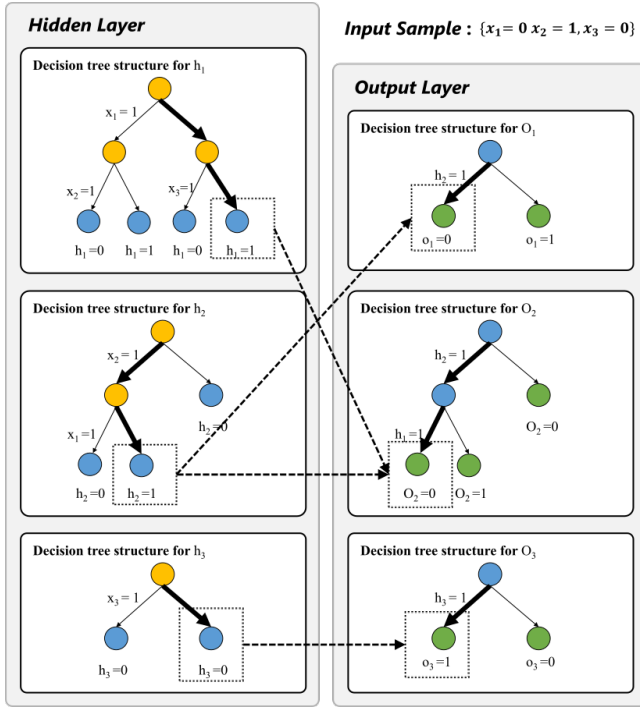 Hidden Layer
Input Sample : {x₁= 0 x₂ = 1, x₃ = 0}
Decision tree structure for h₁
x₁= 1
x₂=1
x₃=1
h₁=0
h₁=1
h₁=0
h₁=1
Decision tree structure for h₂
x₂= 1
h₂=0
x₁=1
h₂=0
h₂=1
Decision tree structure for h₃
x₃= 1
h₃=0
h₃=0
Output Layer
Decision tree structure for O₁
h₂= 1
o₁=0
o₁=1
Decision tree structure for O₂
h₂= 1
O₂=0
h₁=1
O₂=0
O₂=1
Decision tree structure for O₃
h₃= 1
o₃=1
o₃=0